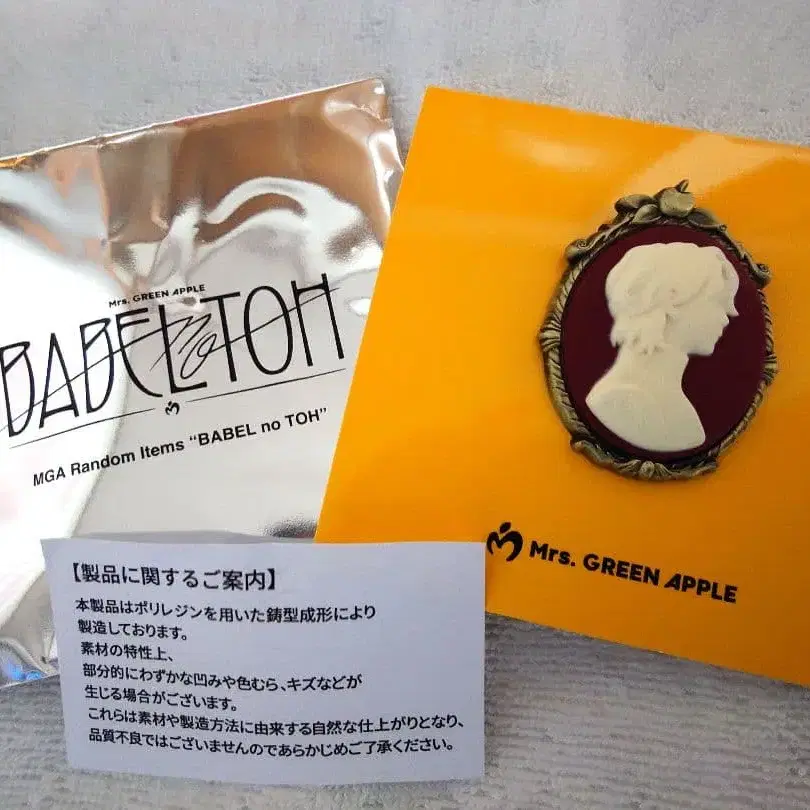 Mrs. GREEN APPLE
BABEL no TOH
MGA Random Items “BABEL no TOH”
Mrs. GREEN APPLE
【製品に関するご案内】
本製品はポリレジンを用いた鋳型成形により
製造しております。
素材の特性上、
部分的にわずかな凹みや色むら、キズなどが
生じる場合がございます。
これらは素材や製造方法に由来する自然な仕上がりとなり、
品質不良ではございませんのであらかじめご了承ください。